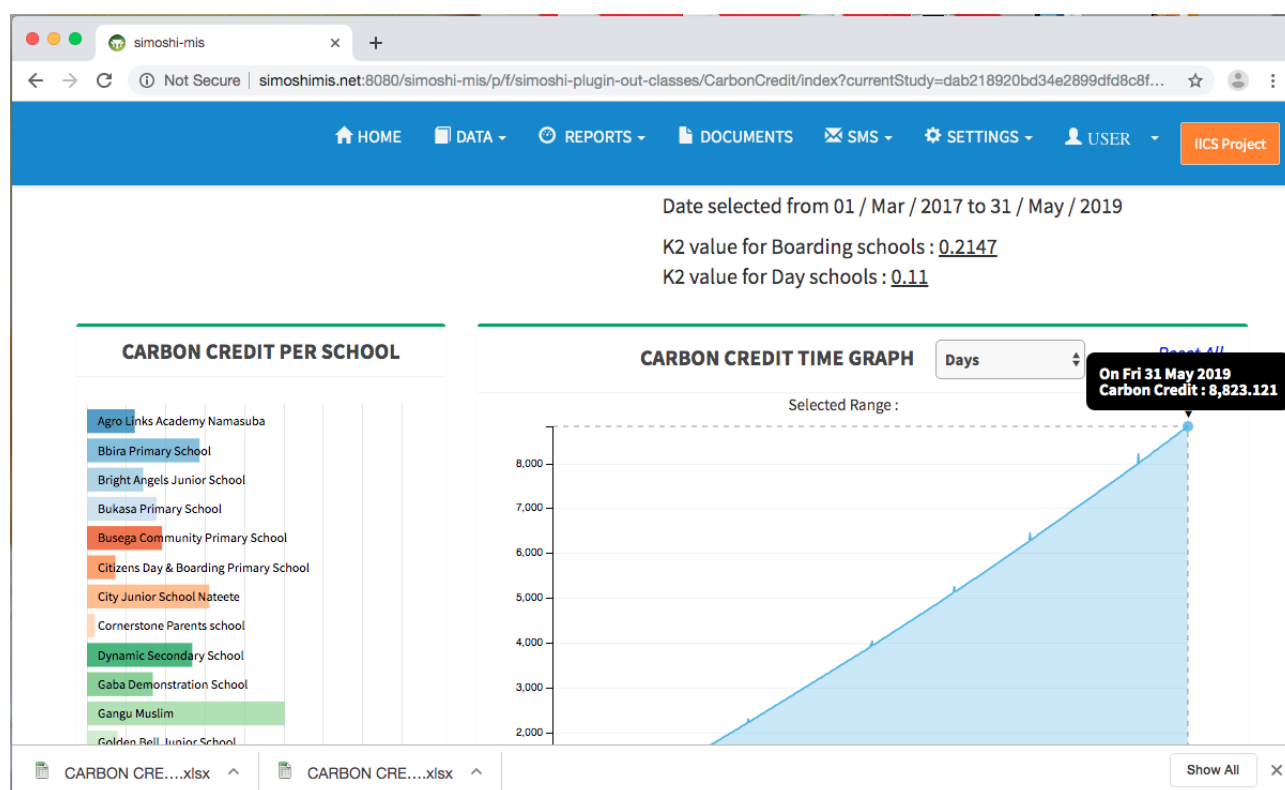 simoshi-mis
Not Secure | simoshimis.net:8080/simoshi-mis/p/f/simoshi-plugin-out-classes/CarbonCredit/index?currentStudy=dab218920bd34e2899dfd8c8f...
HOME DATA REPORTS DOCUMENTS SMS SETTINGS USER IICS Project
Date selected from 01 / Mar / 2017 to 31 / May / 2019
K2 value for Boarding schools : 0.2147
K2 value for Day schools : 0.11
CARBON CREDIT PER SCHOOL
Agro Links Academy Namasuba
Bbira Primary School
Bright Angels Junior School
Bukasa Primary School
Busega Community Primary School
Citizens Day & Boarding Primary School
City Junior School Nateete
Cornerstone Parents school
Dynamic Secondary School
Gaba Demonstration School
Gangu Muslim
Golden Bell Junior School
CARBON CREDIT TIME GRAPH Days Reset All
On Fri 31 May 2019
Carbon Credit : 8,823.121
Selected Range :
8,000
7,000
6,000
5,000
4,000
3,000
2,000
CARBON CRE....xlsx CARBON CRE....xlsx Show All